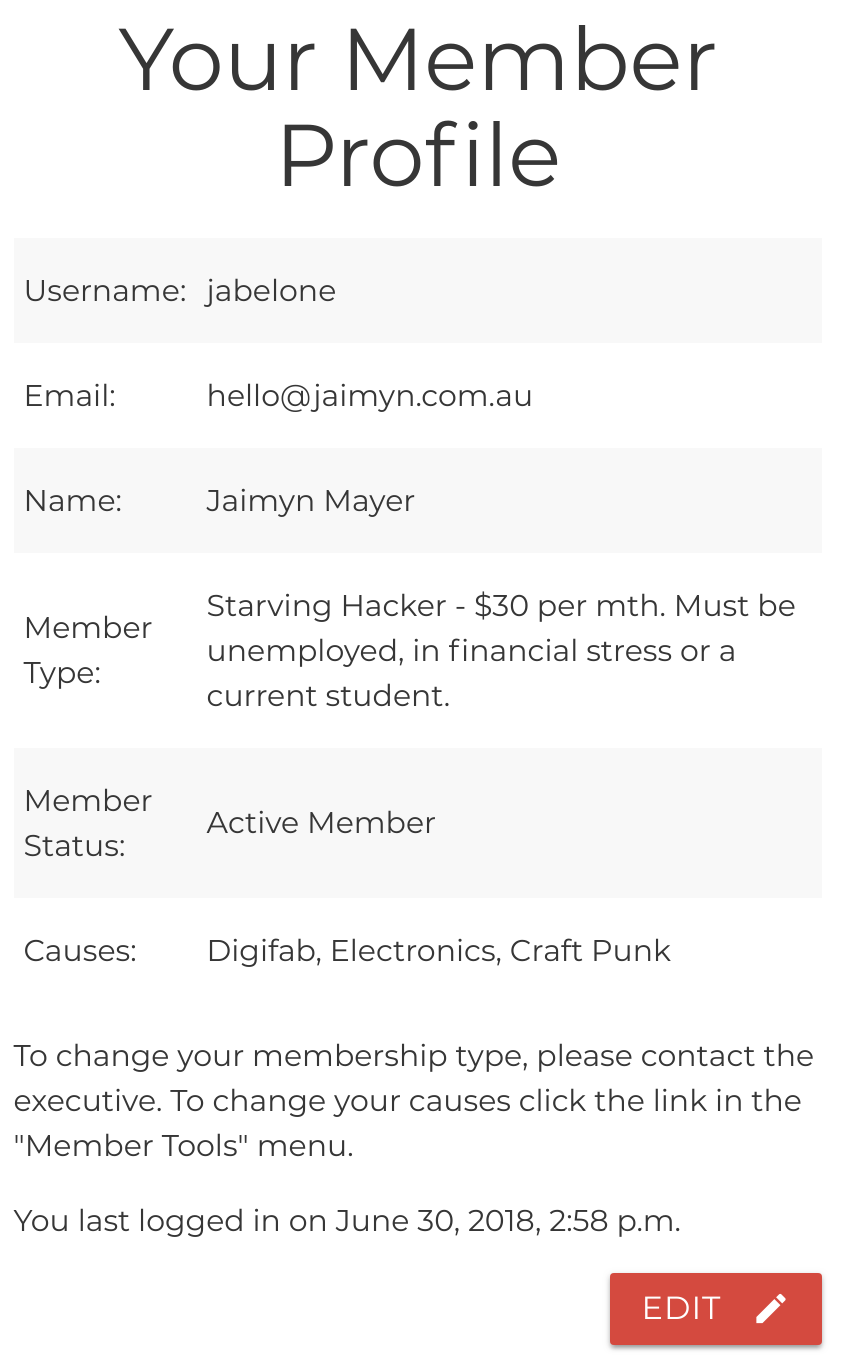 Your Member
Profile
Username: jabelone
Email: hello@jaimyn.com.au
Name: Jaimyn Mayer
Member
Type:
Starving Hacker - $30 per mth. Must be
unemployed, in financial stress or a
current student.
Member
Status:
Active Member
Causes: Digifab, Electronics, Craft Punk
To change your membership type, please contact the
executive. To change your causes click the link in the
"Member Tools" menu.
You last logged in on June 30, 2018, 2:58 p.m.
EDIT